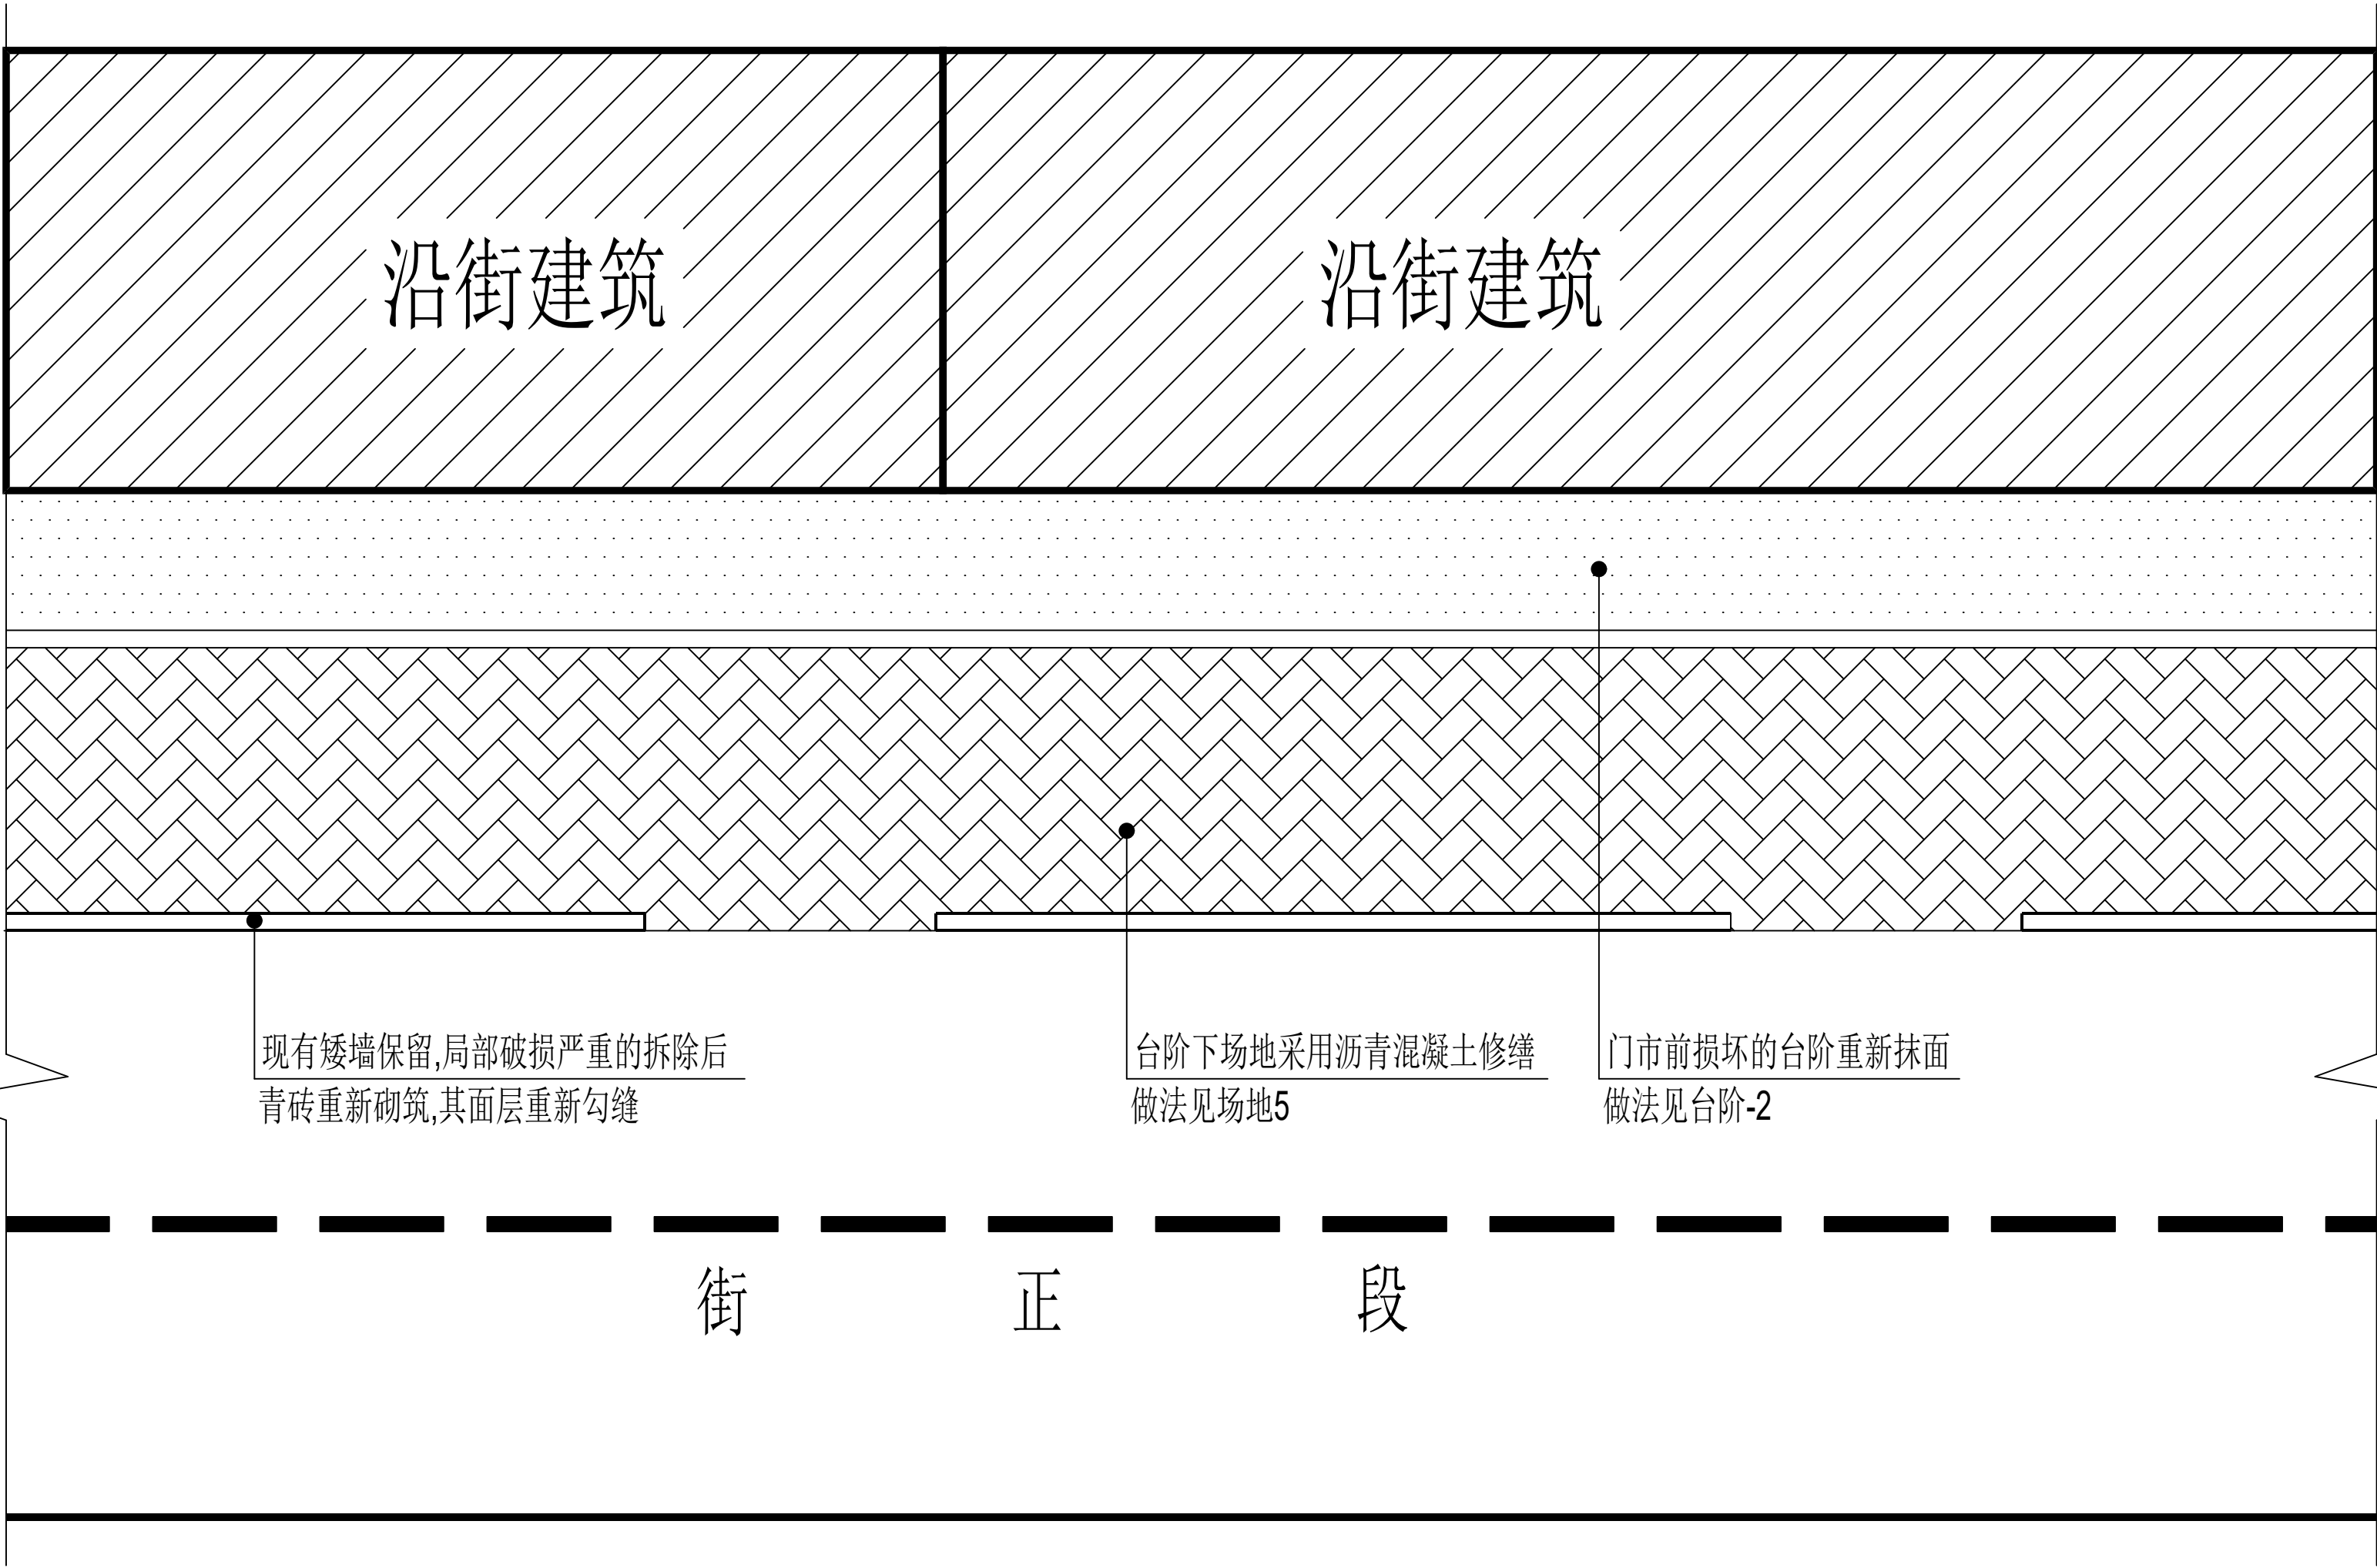 沿街建筑
沿街建筑
现有矮墙保留,局部破损严重的拆除后
青砖重新砌筑,其面层重新勾缝
台阶下场地采用沥青混凝土修缮
做法见场地5
门市前损坏的台阶重新抹面
做法见台阶-2
街 正 段